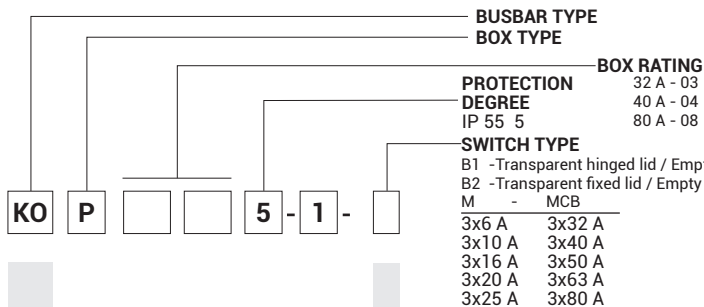 BUSBAR TYPE
BOX TYPE
BOX RATING
PROTECTION 32 A - 03
DEGREE 40 A - 04
IP 55 5 80 A - 08
SWITCH TYPE
B1 -Transparent hinged lid / Emp
B2 -Transparent fixed lid / Empty
M - MCB
KO P 5 - 1 -
3x6 A 3x32 A
3x10 A 3x40 A
3x16 A 3x50 A
3x20 A 3x63 A
3x25 A 3x80 A